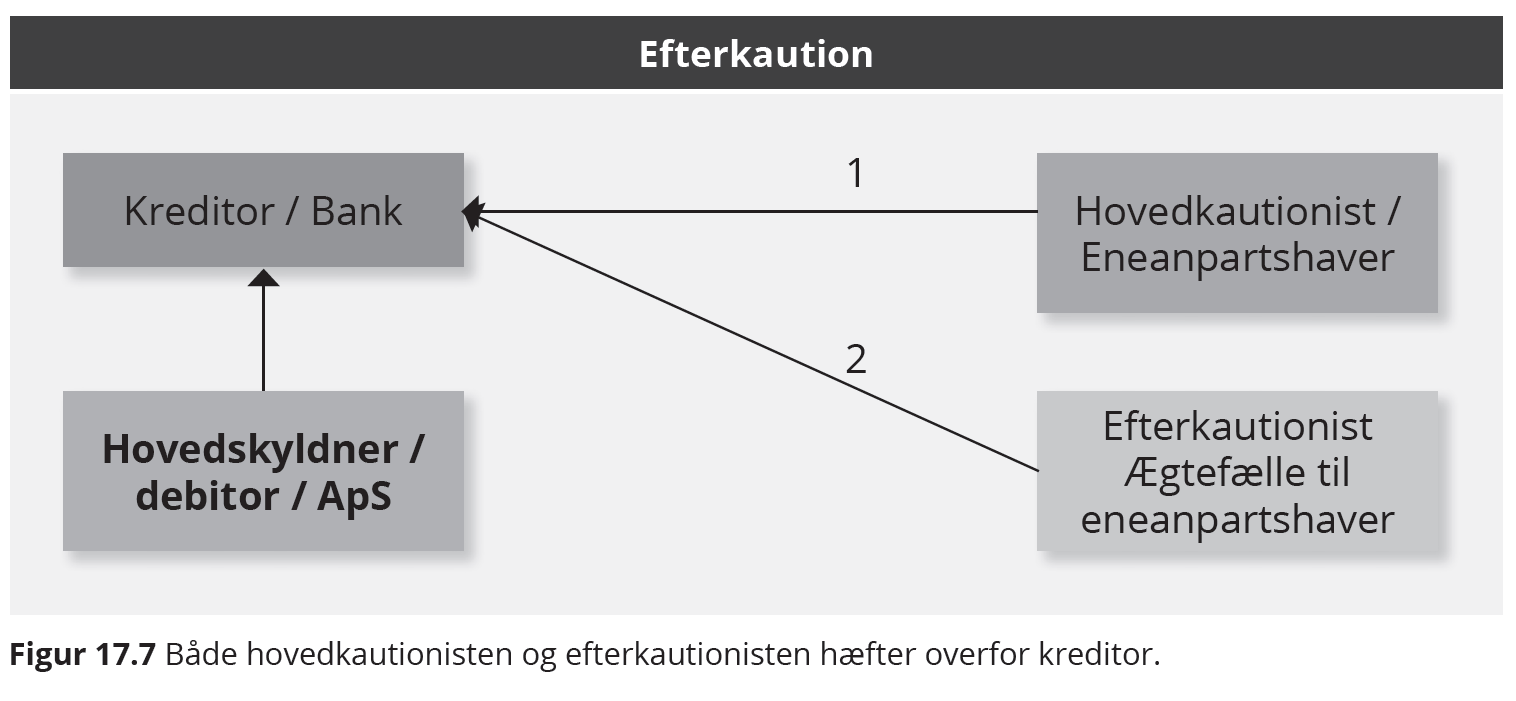 Efterkaution
Kreditor / Bank
1
Hovedkautionist /
Eneanpartshaver
2
Hovedskyldner /
debitor / ApS
Efterkautionist
Ægtefælle til
eneanpartshaver
Figur 17.7 Både hovedkautionisten og efterkautionisten hæfter overfor kreditor.